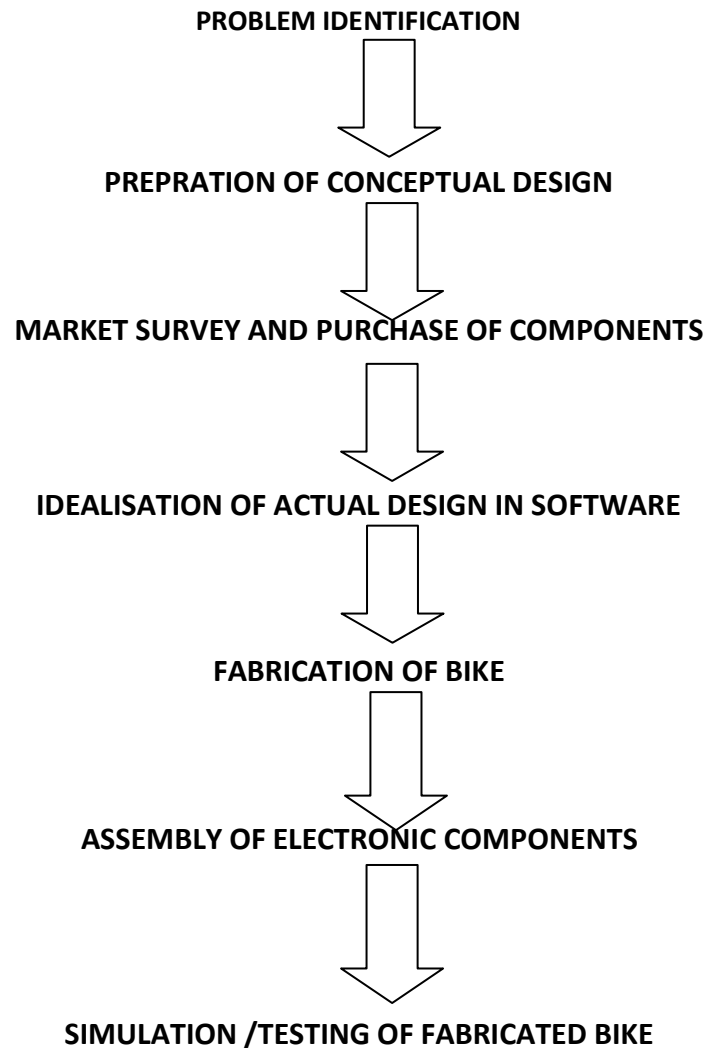 PROBLEM IDENTIFICATION
PREPRATION OF CONCEPTUAL DESIGN
MARKET SURVEY AND PURCHASE OF COMPONENTS
IDEALISATION OF ACTUAL DESIGN IN SOFTWARE
FABRICATION OF BIKE
ASSEMBLY OF ELECTRONIC COMPONENTS
SIMULATION /TESTING OF FABRICATED BIKE